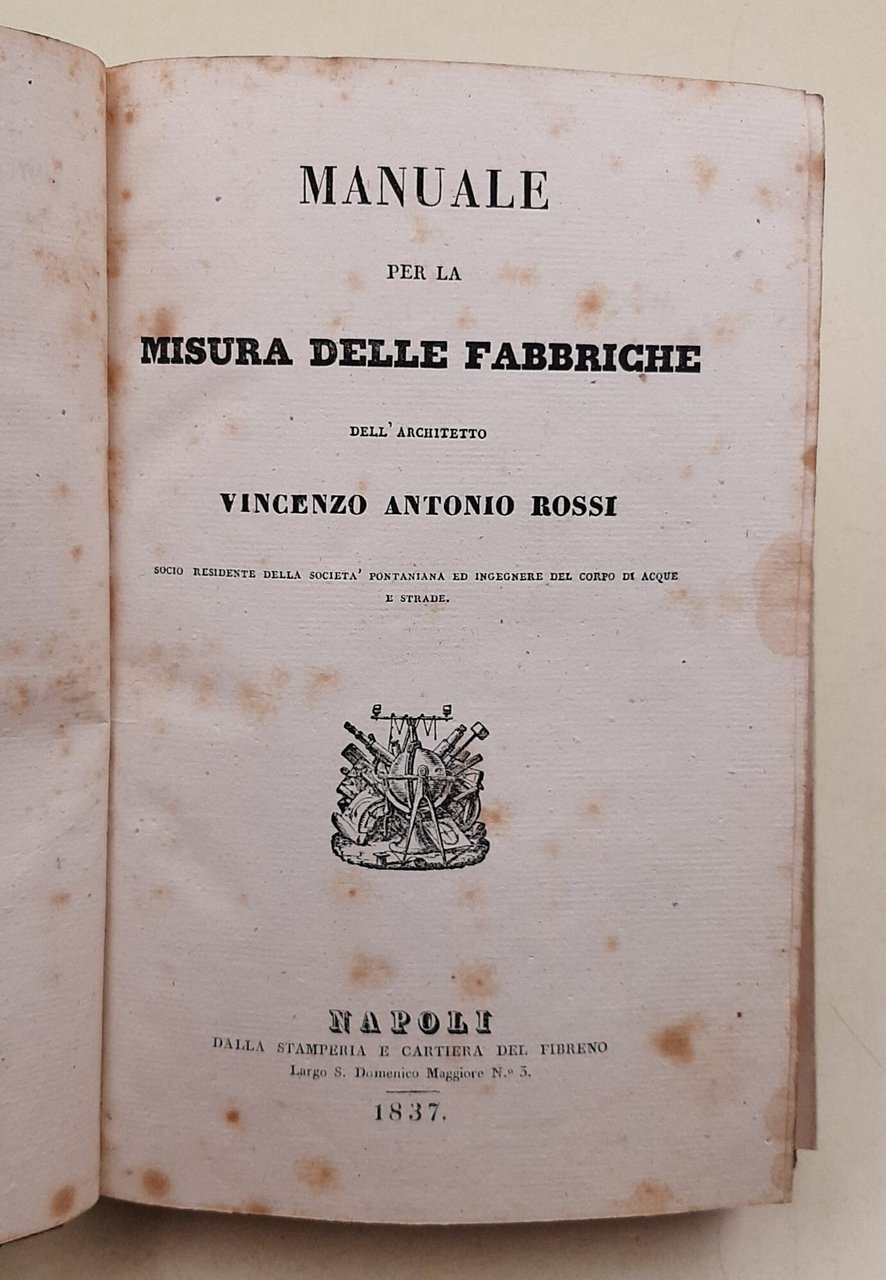 MANUALE
PER LA
MISURA DELLE FABBRICHE
DELL' ARCHITETTO
VINCENZO ANTONIO ROSSI
SOCIO RESIDENTE DELLA SOCIETA' PONTANIANA ED INGEGNERE DEL CORPO DI ACQUE
E STRADE.
NAPOLI
DALLA STAMPERIA E CARTIERA DEL FIBRENO
Largo S. Domenico Maggiore N.º 3.
1837.